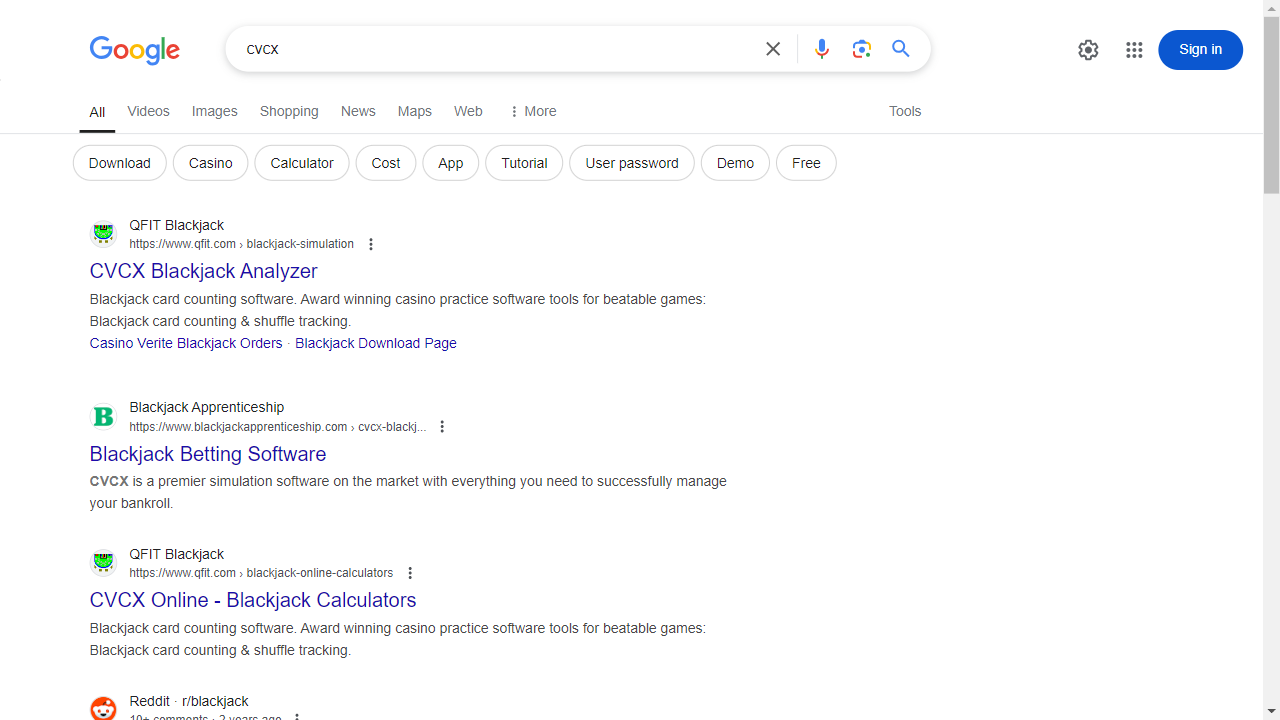 Google
CVCX
Sign in
All Videos Images Shopping News Maps Web More Tools
Download Casino Calculator Cost App Tutorial User password Demo Free
QFIT Blackjack
https://www.qfit.com › blackjack-simulation
CVCX Blackjack Analyzer
Blackjack card counting software. Award winning casino practice software tools for beatable games:
Blackjack card counting & shuffle tracking.
Casino Verite Blackjack Orders · Blackjack Download Page
B
Blackjack Apprenticeship
https://www.blackjackapprenticeship.com › cvcx-blackj...
Blackjack Betting Software
CVCX is a premier simulation software on the market with everything you need to successfully manage
your bankroll.
QFIT Blackjack
https://www.qfit.com › blackjack-online-calculators
CVCX Online - Blackjack Calculators
Blackjack card counting software. Award winning casino practice software tools for beatable games:
Blackjack card counting & shuffle tracking.
Reddit · r/blackjack
10+ comments · 2 years ago